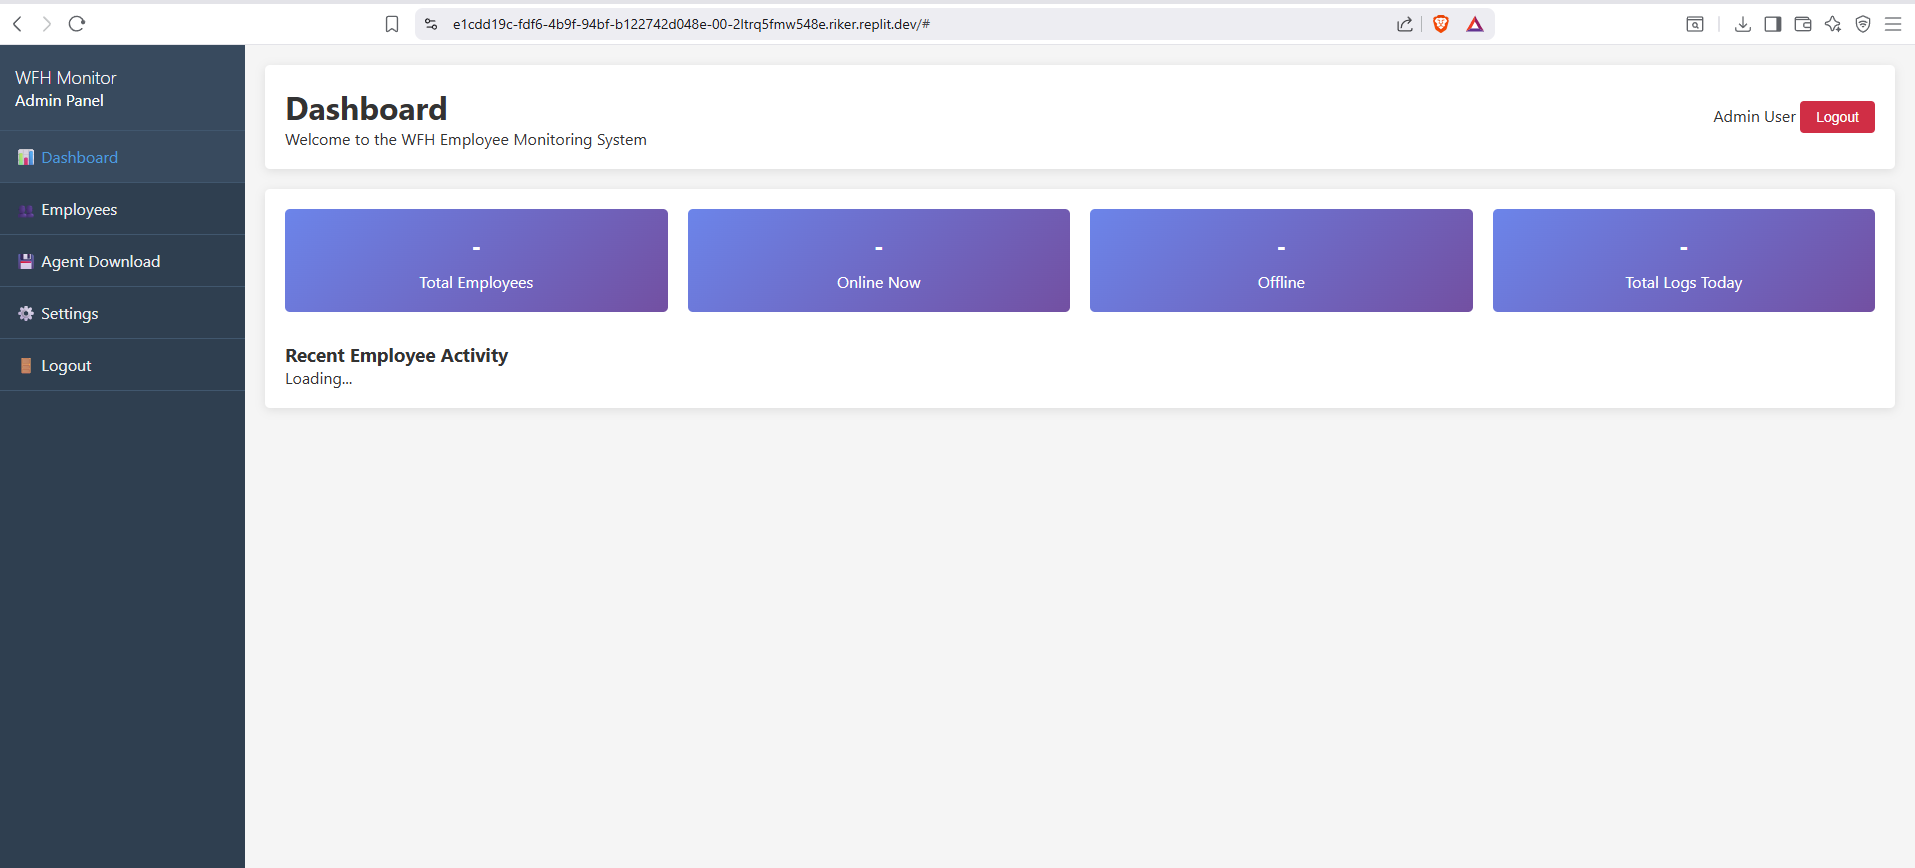 e1cdd19c-fdf6-4b9f-94bf-b122742d048e-00-2ltrq5fmw548e.riker.replit.dev/#
WFH Monitor
Admin Panel
Dashboard
Employees
Agent Download
Settings
Logout
Dashboard
Welcome to the WFH Employee Monitoring System
Admin User
Logout
-
Total Employees
-
Online Now
-
Offline
-
Total Logs Today
Recent Employee Activity
Loading...